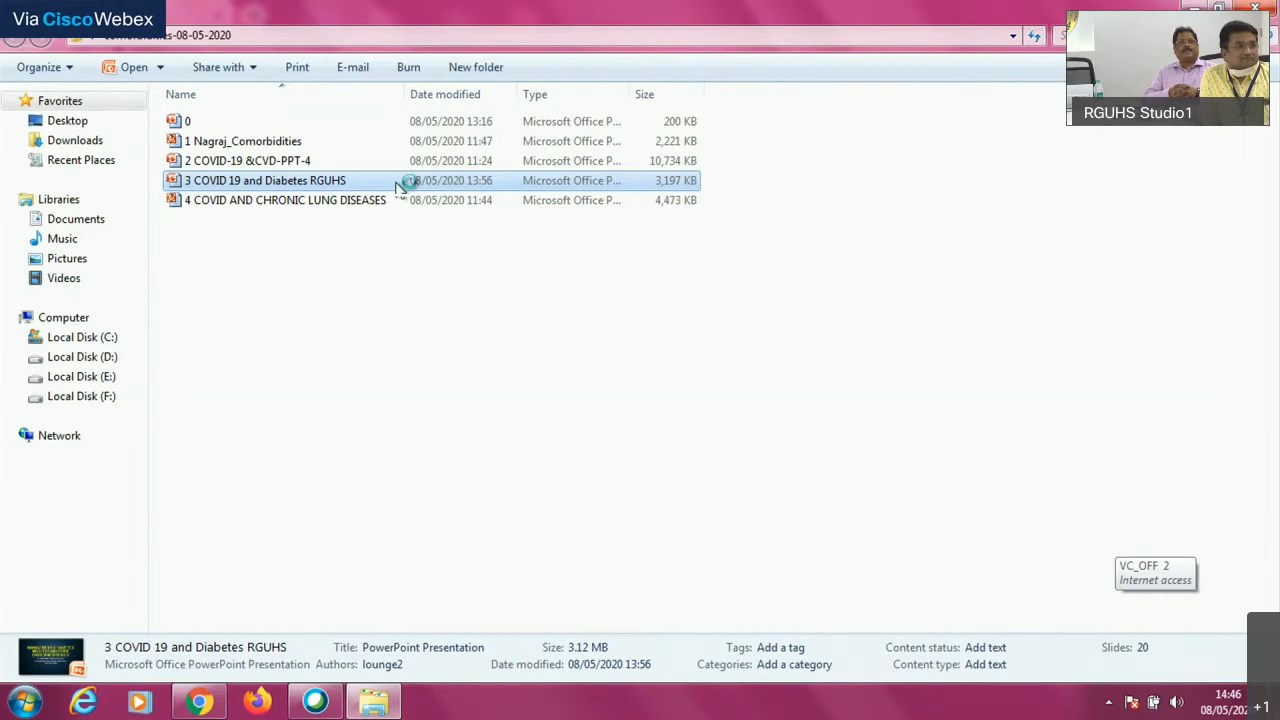 Via CiscoWebex
-08-05-2020
Organize Open Share with Print E-mail Burn New folder
Name Date modified Type Size
0 08/05/2020 13:16 Microsoft Office P... 200 KB
1 Nagraj_Comorbidities 08/05/2020 11:47 Microsoft Office P... 2,221 KB
2 COVID-19 &CVD-PPT-4 08/05/2020 11:24 Microsoft Office P... 10,734 KB
3 COVID 19 and Diabetes RGUHS 08/05/2020 13:56 Microsoft Office P... 3,197 KB
4 COVID AND CHRONIC LUNG DISEASES 08/05/2020 11:44 Microsoft Office P... 4,473 KB
Favorites
Desktop
Downloads
Recent Places
Libraries
Documents
Music
Pictures
Videos
Computer
Local Disk (C:)
Local Disk (D:)
Local Disk (E:)
Local Disk (F:)
Network
RGUHS Studio1
VC_OFF 2
Internet access
3 COVID 19 and Diabetes RGUHS Title: PowerPoint Presentation Size: 3.12 MB Tags: Add a tag Content status: Add text Slides: 20
Microsoft Office PowerPoint Presentation Authors: lounge2 Date modified: 08/05/2020 13:56 Categories: Add a category Content type: Add text
14:46
08/05/202
+1